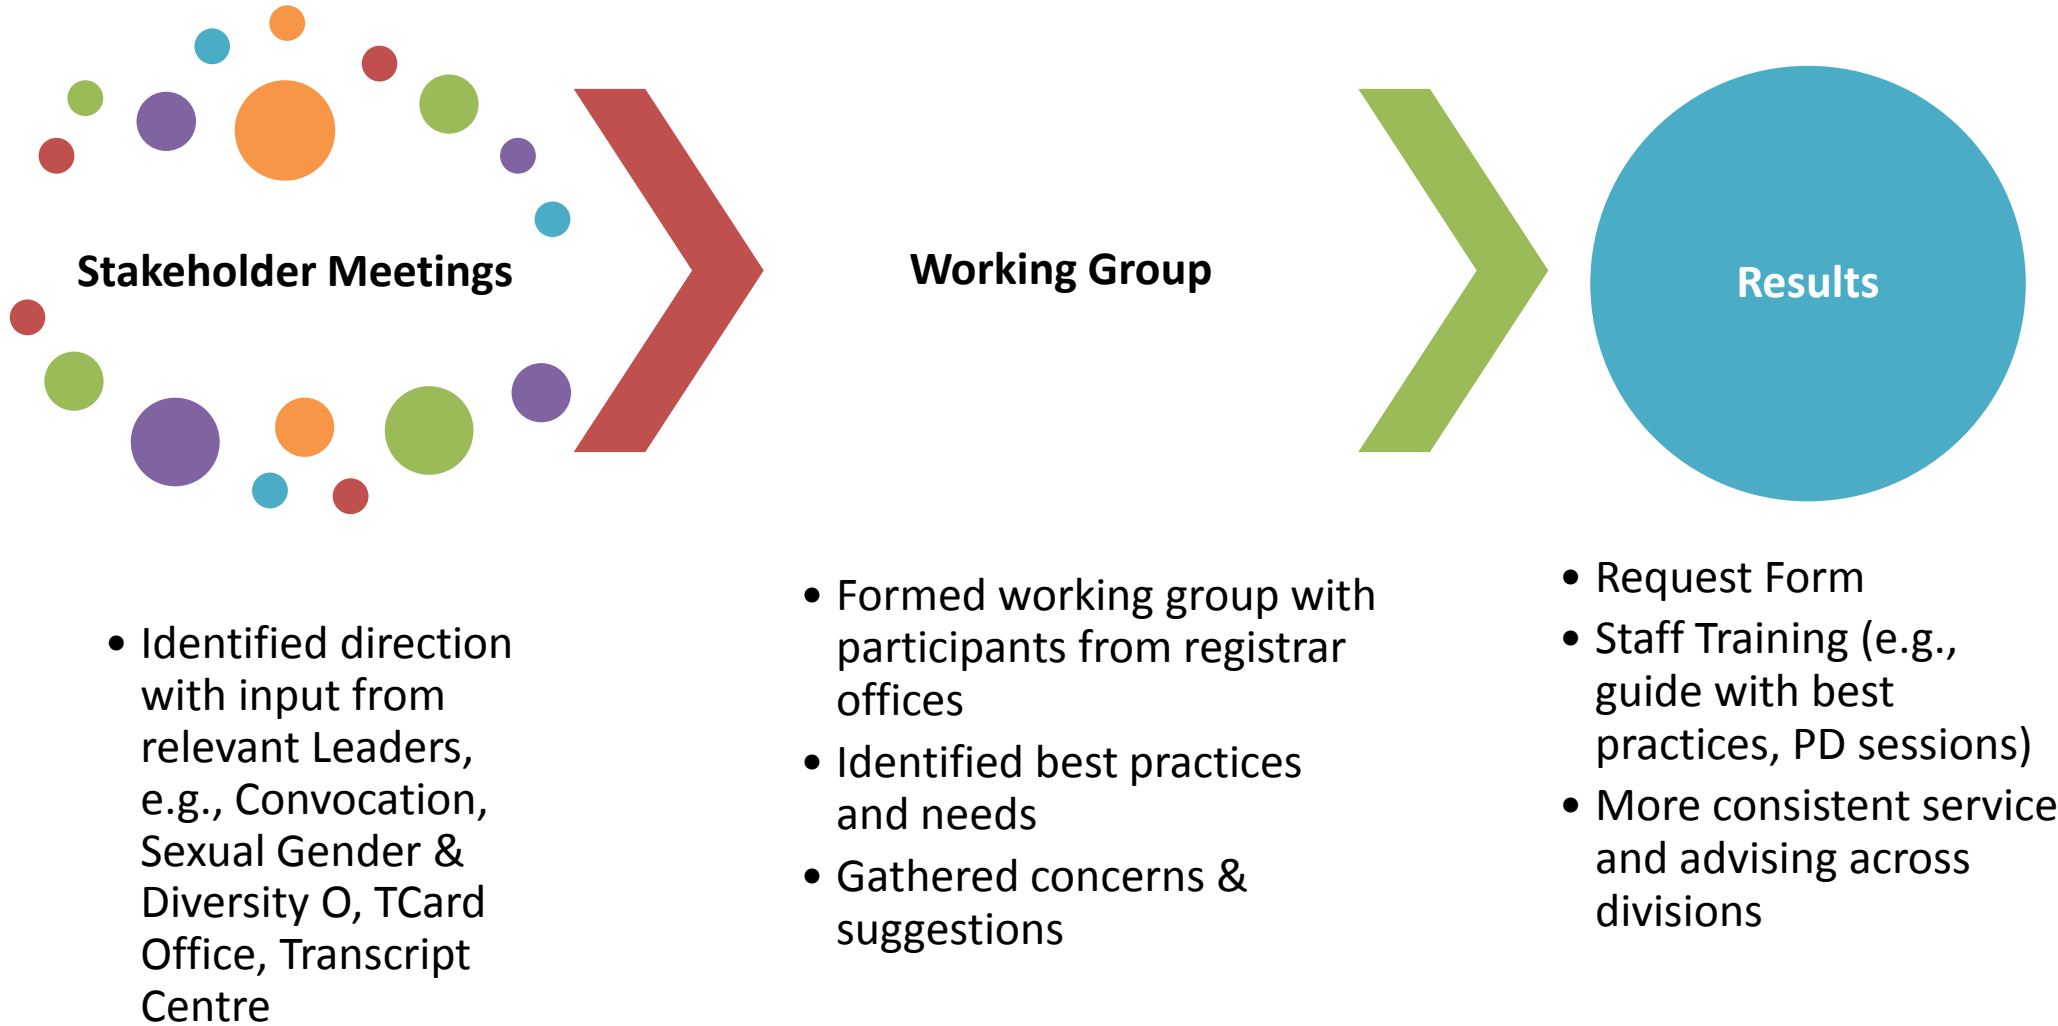 Stakeholder Meetings
• Identified direction
with input from
relevant Leaders,
e.g., Convocation,
Sexual Gender &
Diversity O, TCard
Office, Transcript
Centre
Working Group
• Formed working group with
participants from registrar
offices
• Identified best practices
and needs
• Gathered concerns &
suggestions
Results
• Request Form
• Staff Training (e.g.,
guide with best
practices, PD sessions)
• More consistent service
and advising across
divisions